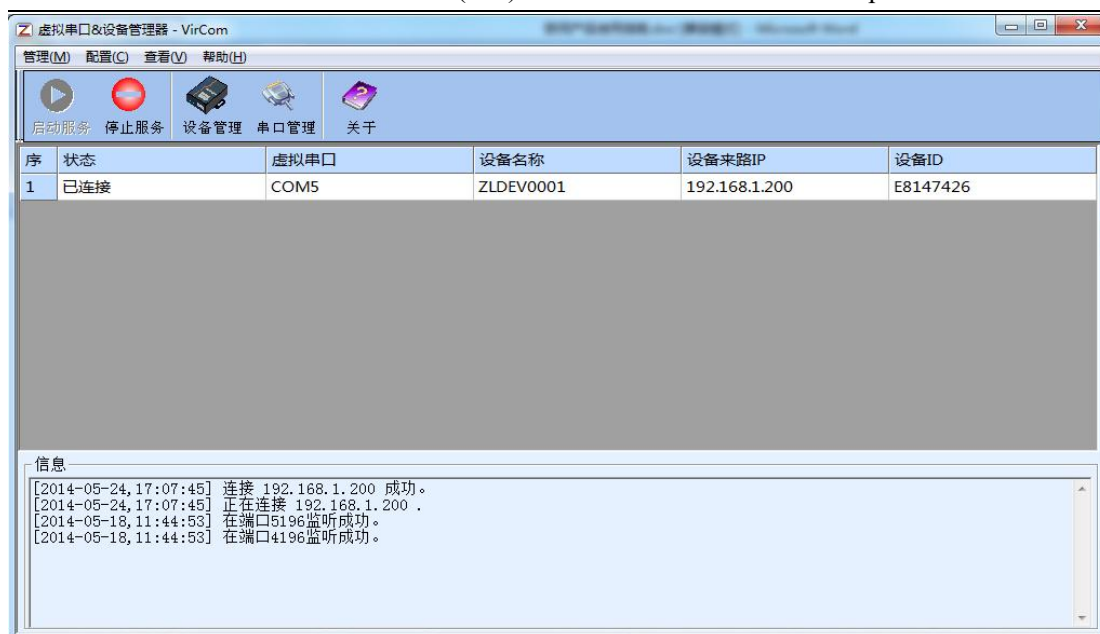 虚拟串口&设备管理器 - VirCom
管理(M) 配置(C) 查看(V) 帮助(H)
启动服务 停止服务 设备管理 串口管理 关于
序 状态 虚拟串口 设备名称 设备来路IP 设备ID
1 已连接 COM5 ZLDEV0001 192.168.1.200 E8147426
信息
[2014-05-24,17:07:45] 连接 192.168.1.200 成功。
[2014-05-24,17:07:45] 正在连接 192.168.1.200 .
[2014-05-18,11:44:53] 在端口5196监听成功。
[2014-05-18,11:44:53] 在端口4196监听成功。